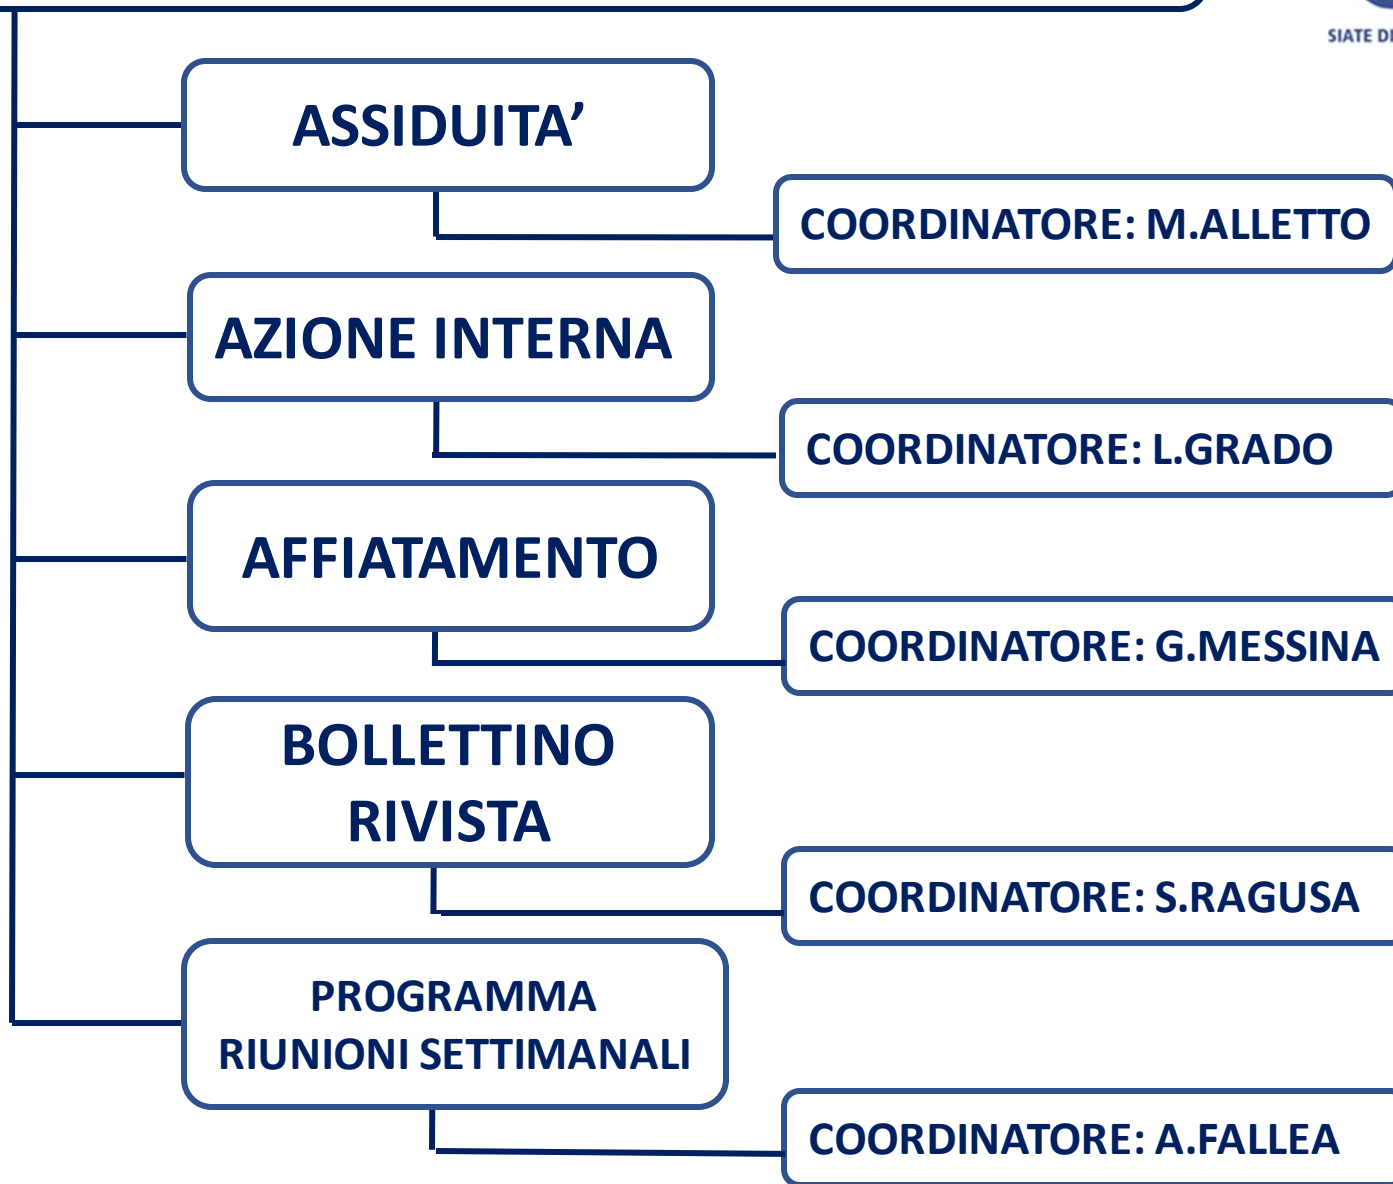 SIATE
ASSIDUITA’
COORDINATORE: M.ALLETTO
AZIONE INTERNA
COORDINATORE: L.GRADO
AFFIATAMENTO
COORDINATORE: G.MESSINA
BOLLETTINO
RIVISTA
COORDINATORE: S.RAGUSA
PROGRAMMA
RIUNIONI SETTIMANALI
COORDINATORE: A.FALLEA